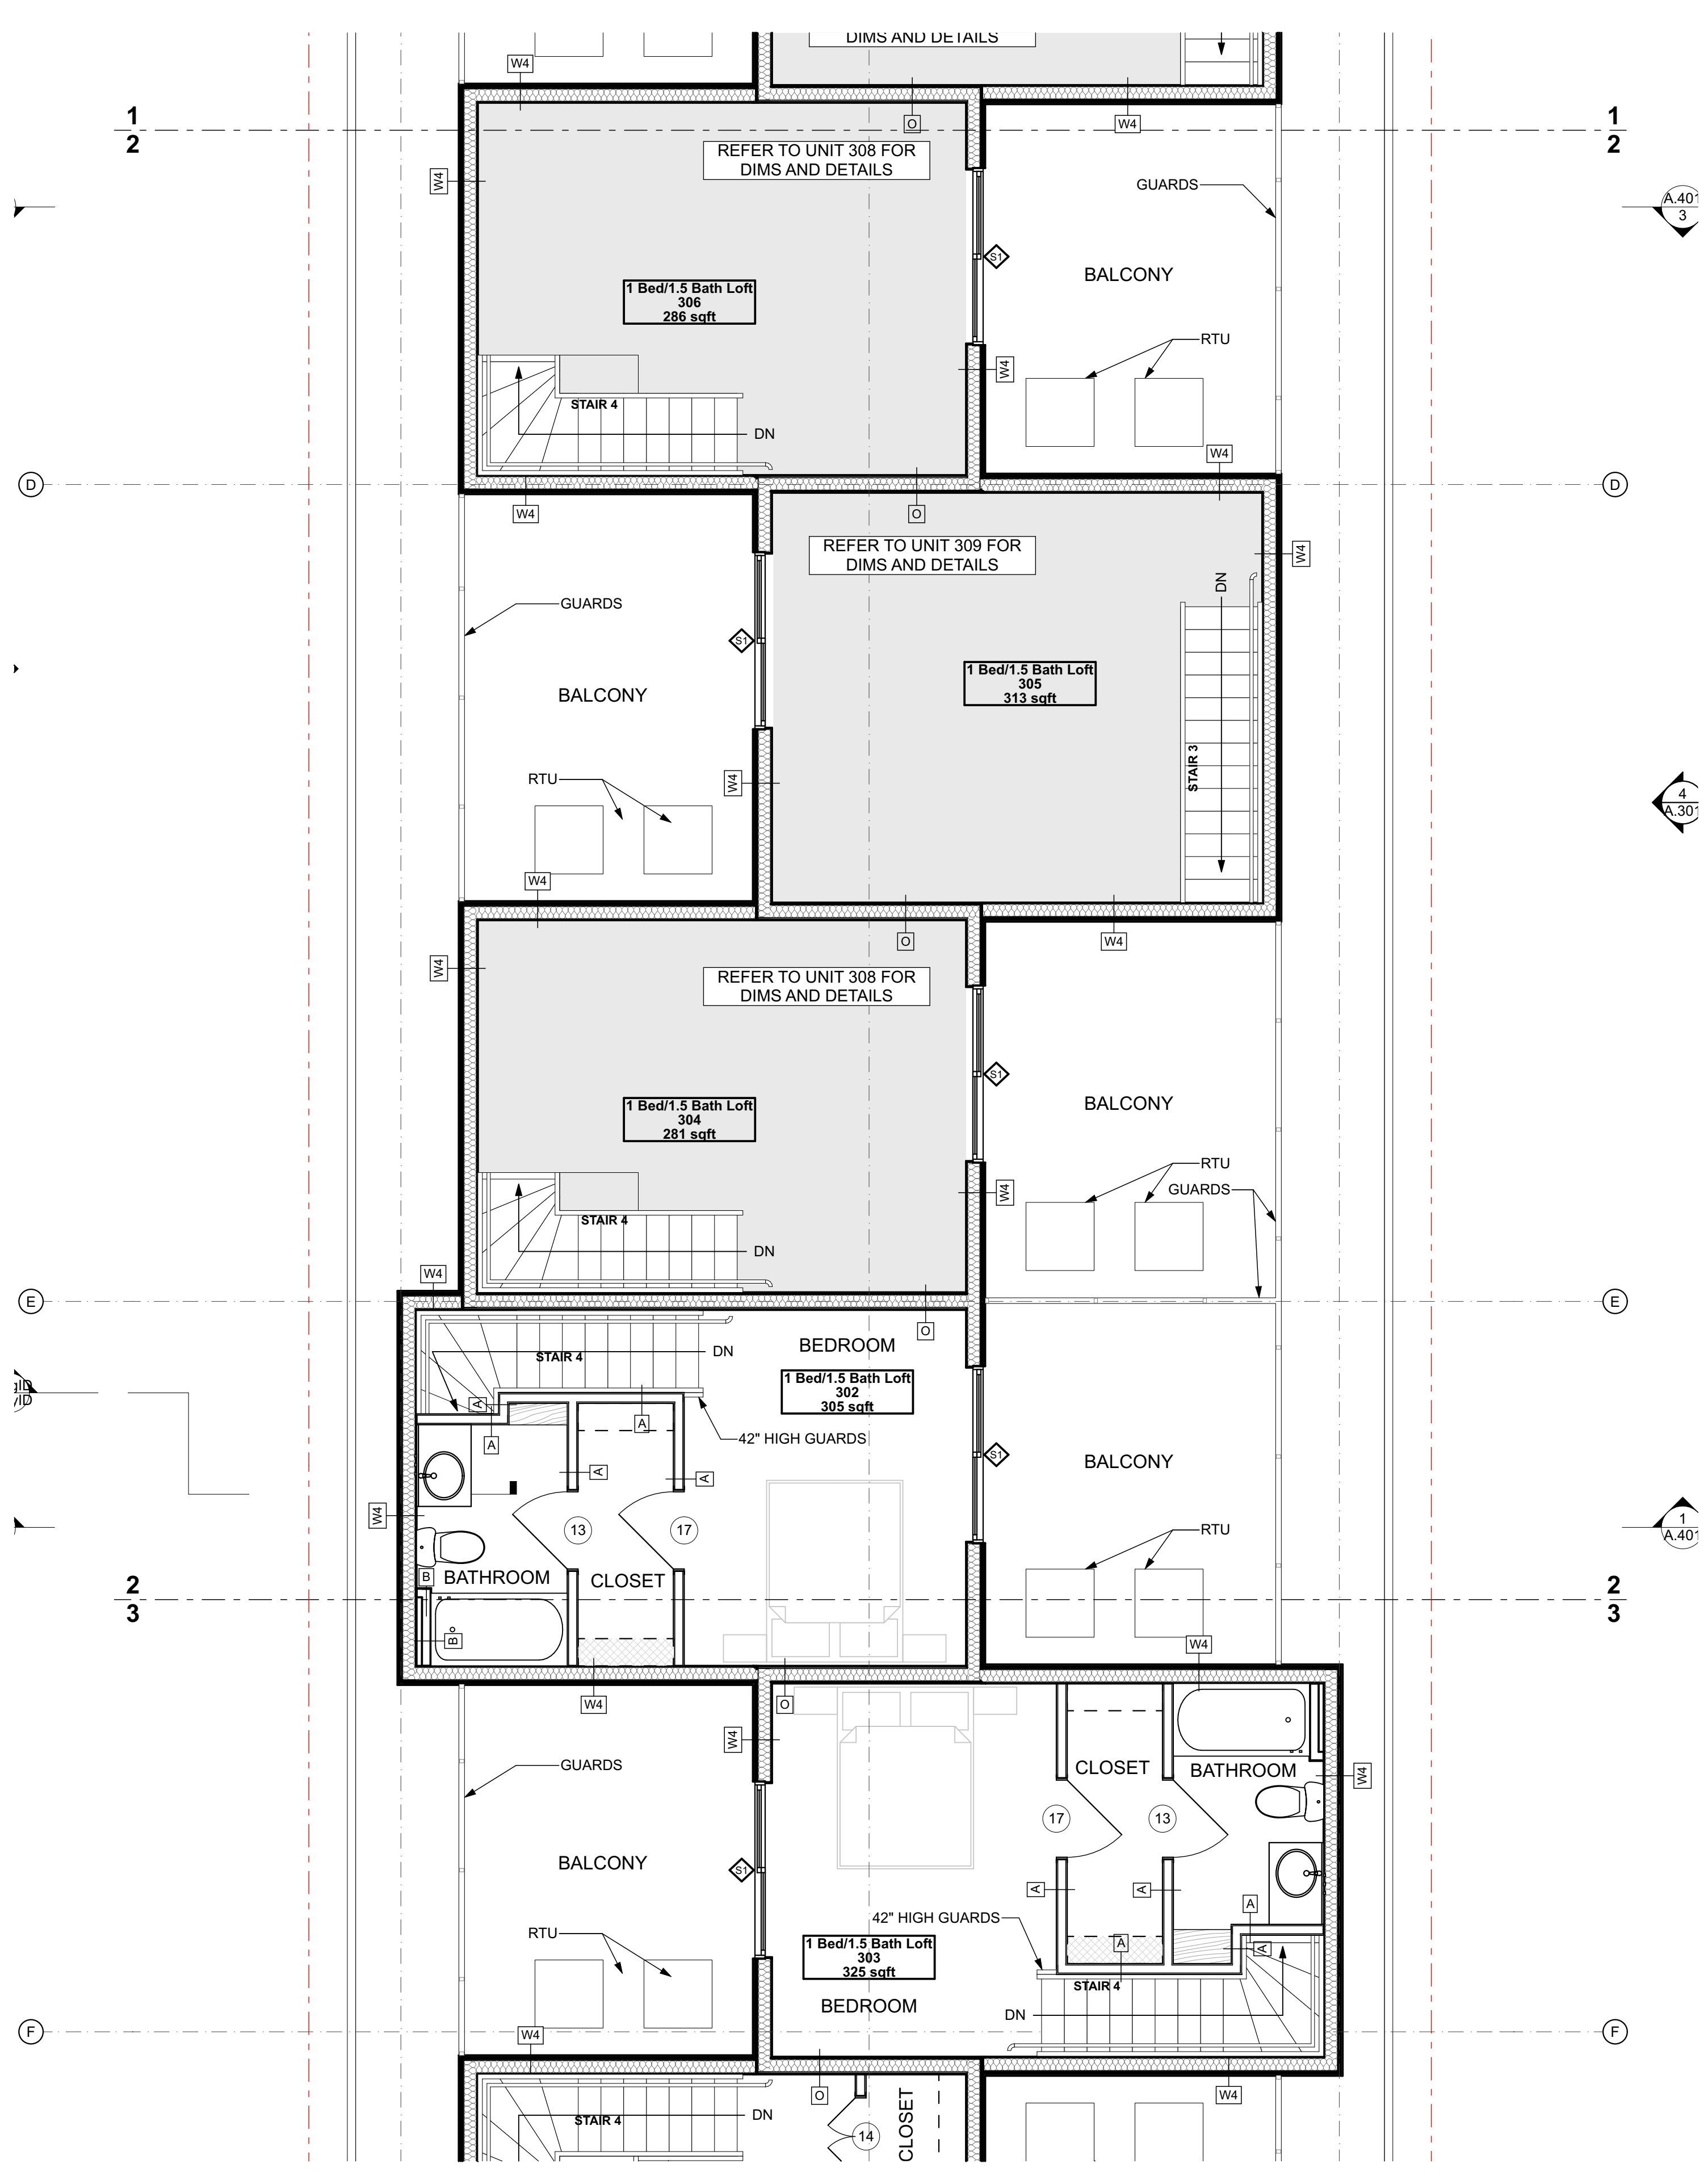 DIMS AND DETAILS
W4
1
2
O
W4
1
2
REFER TO UNIT 308 FOR
DIMS AND DETAILS
W4
GUARDS
A.401
3
S1
BALCONY
1 Bed/1.5 Bath Loft
306
286 sqft
RTU
W4
STAIR 4
DN
W4
D
D
W4
O
REFER TO UNIT 309 FOR
DIMS AND DETAILS
W4
DN
GUARDS
S1
BALCONY
1 Bed/1.5 Bath Loft
305
313 sqft
STAIR 3
RTU
W4
4
A.301
W4
O
W4
W4
REFER TO UNIT 308 FOR
DIMS AND DETAILS
S1
BALCONY
1 Bed/1.5 Bath Loft
304
281 sqft
RTU
GUARDS
W4
STAIR 4
DN
W4
E
E
O
BEDROOM
DN
STAIR 4
1 Bed/1.5 Bath Loft
302
305 sqft
A
A
A
42" HIGH GUARDS
S1
BALCONY
A
A
W4
13
17
RTU
1
A.401
B
BATHROOM
CLOSET
2
3
2
3
B
W4
W4
O
W4
GUARDS
CLOSET
BATHROOM
W4
17
13
BALCONY
S1
A
A
A
42" HIGH GUARDS
RTU
1 Bed/1.5 Bath Loft
303
325 sqft
A
A
STAIR 4
BEDROOM
DN
F
F
W4
O
W4
STAIR 4
DN
14
CLOSET